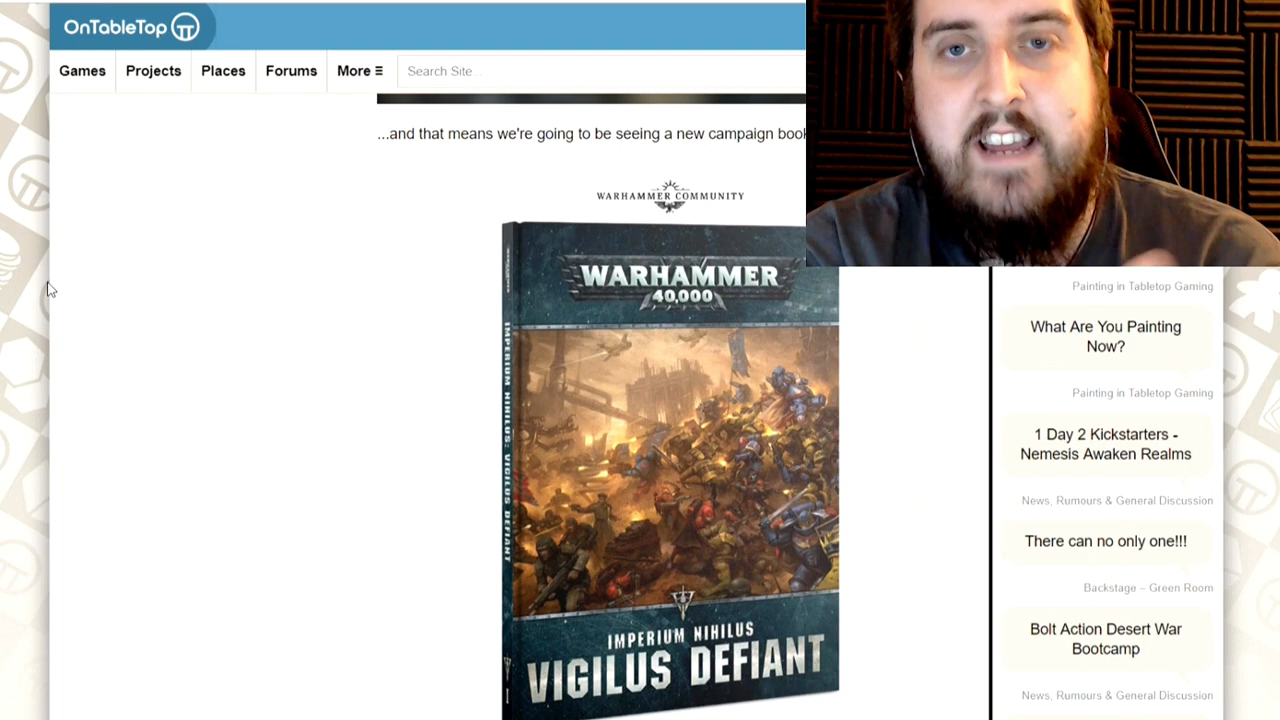 OnTableTop
Games
Projects
Places
Forums
More
Search Site...
...and that means we're going to be seeing a new campaign book
WARHAMMER COMMUNITY
WARHAMMER
40,000
IMPERIUM NIHILUS: VIGILUS DEFIANT
IMPERIUM NIHILUS
VIGILUS DEFIANT
Painting in Tabletop Gaming
What Are You Painting
Now?
Painting in Tabletop Gaming
1 Day 2 Kickstarters -
Nemesis Awaken Realms
News, Rumours & General Discussion
There can no only one!!!
Backstage – Green Room
Bolt Action Desert War
Bootcamp
News, Rumours & General Discussion